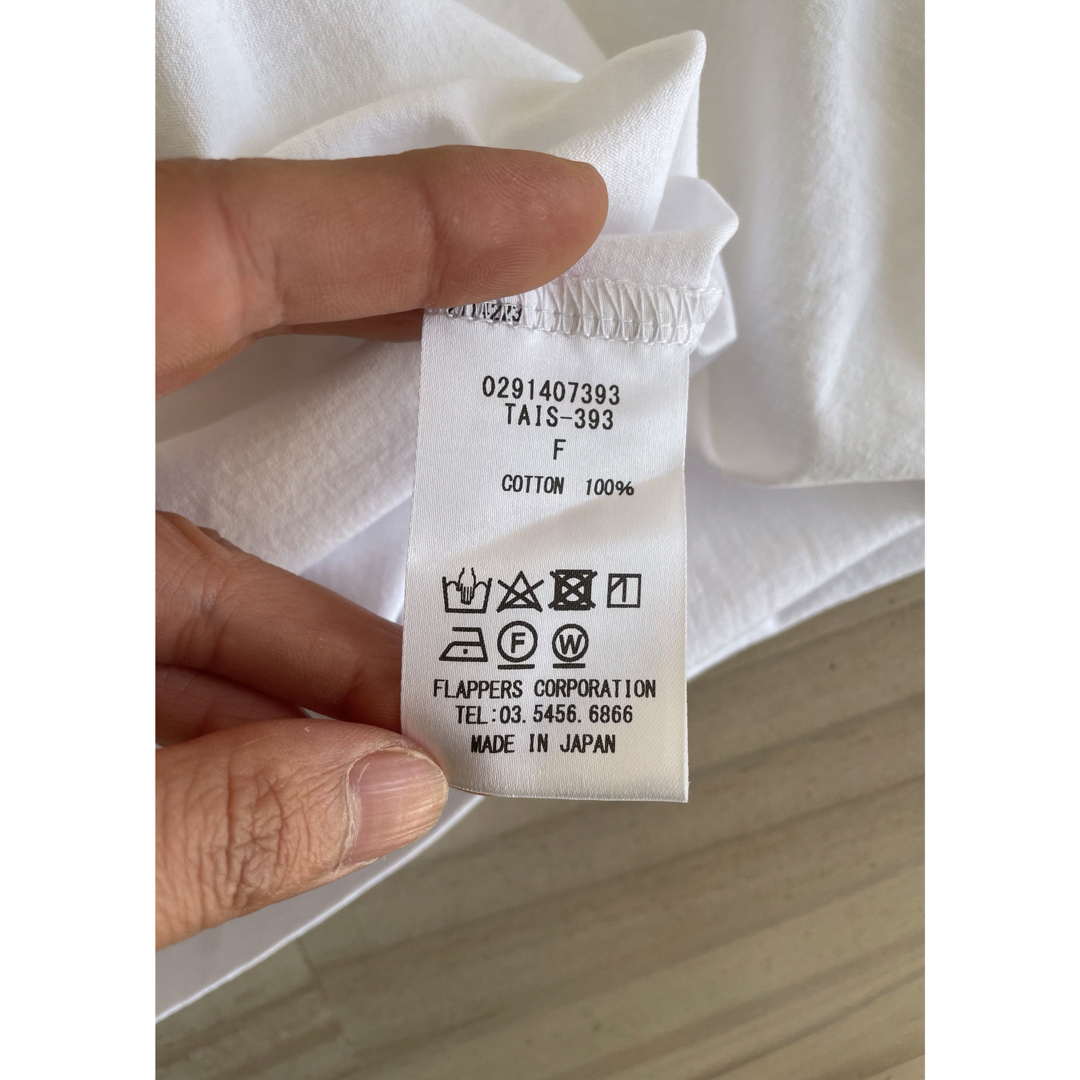 0291407393
TAIS-393
F
COTTON 100%
F W
FLAPPERS CORPORATION
TEL:03.5456.6866
MADE IN JAPAN